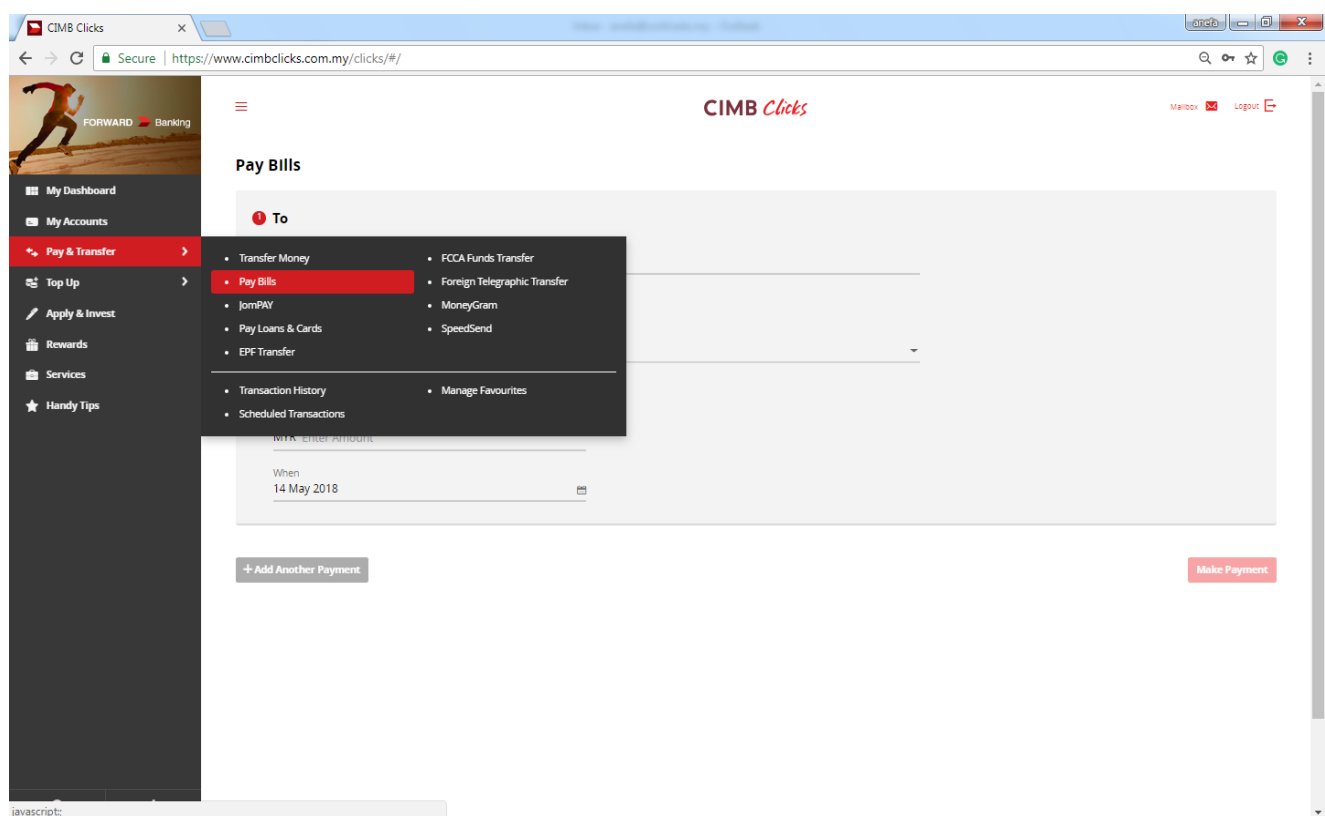 CIMB Clicks
anefa
Secure | https://www.cimbclicks.com.my/clicks/#/
FORWARD Banking
CIMB Clicks
Mailbox
Logout
Pay Bills
My Dashboard
My Accounts
Pay & Transfer
Top Up
Apply & Invest
Rewards
Services
Handy Tips
1 To
Transfer Money
Pay Bills
JomPAY
Pay Loans & Cards
EPF Transfer
FCCA Funds Transfer
Foreign Telegraphic Transfer
MoneyGram
SpeedSend
Transaction History
Scheduled Transactions
Manage Favourites
MYR Enter Amount
When
14 May 2018
+ Add Another Payment
Make Payment
javascript:;